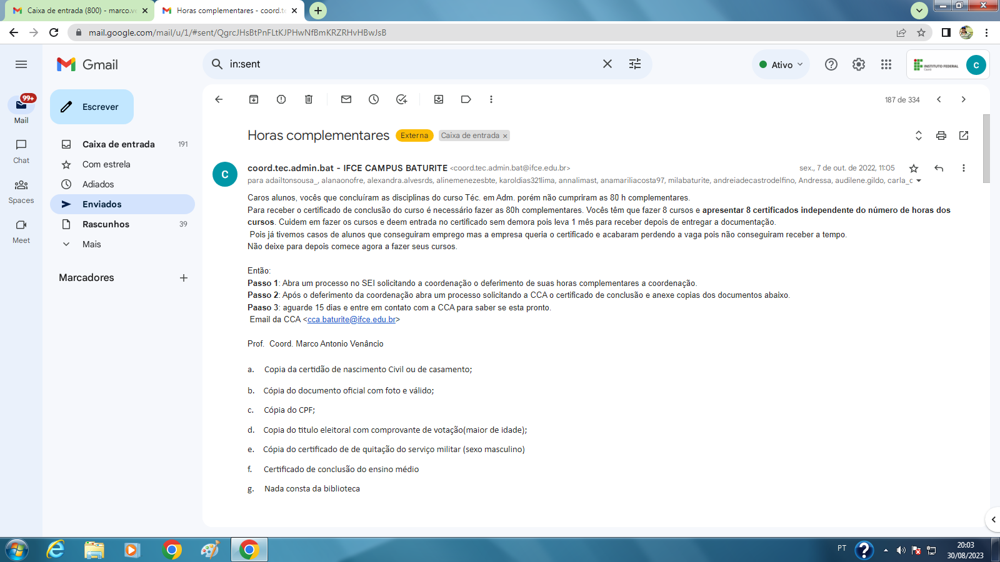 Caixa de entrada (800) - marco.ve
Horas complementares - coord.te
mail.google.com/mail/u/1/#sent/QgrcJHsBtPnFLtKJPHwNfBmKRZRHvHBwJsB
Gmail
in:sent
Ativo
INSTITUTO FEDERAL
Ceará
C
99+
Mail
Chat
Spaces
Meet
Escrever
Caixa de entrada 191
Com estrela
Adiados
Enviados
Rascunhos 39
Mais
Marcadores
187 de 334
Horas complementares Externa Caixa de entrada ×
C
coord.tec.admin.bat - IFCE CAMPUS BATURITE <coord.tec.admin.bat@ifce.edu.br> sex., 7 de out. de 2022, 11:05
para adailtonsousa_, alanaonofre, alexandra.alvesrds, alinemenezesbte, karoldias321lima, annalimast, anamariliacosta97, milabaturite, andreiadecastrodelfino, Andressa, audilene.gildo, carla_c
Caros alunos, vocês que concluíram as disciplinas do curso Téc. em Adm. porém não cumpriram as 80 h complementares.
Para receber o certificado de conclusão do curso é necessário fazer as 80h complementares. Vocês têm que fazer 8 cursos e apresentar 8 certificados independente do número de horas dos
cursos. Cuidem em fazer os cursos e deem entrada no certificado sem demora pois leva 1 mês para receber depois de entregar a documentação.
Pois já tivemos casos de alunos que conseguiram emprego mas a empresa queria o certificado e acabaram perdendo a vaga pois não conseguiram receber a tempo.
Não deixe para depois comece agora a fazer seus cursos.
Então:
Passo 1: Abra um processo no SEI solicitando a coordenação o deferimento de suas horas complementares a coordenação.
Passo 2: Após o deferimento da coordenação abra um processo solicitando a CCA o certificado de conclusão e anexe copias dos documentos abaixo.
Paaso 3: aguarde 15 dias e entre em contato com a CCA para saber se esta pronto.
Email da CCA <cca.baturite@ifce.edu.br>
Prof. Coord. Marco Antonio Venâncio
a. Copia da certidão de nascimento Civil ou de casamento;
b. Cópia do documento oficial com foto e válido;
c. Cópia do CPF;
d. Copia do titulo eleitoral com comprovante de votação(maior de idade);
e. Cópia do certificado de de quitação do serviço militar (sexo masculino)
f. Certificado de conclusão do ensino médio
g. Nada consta da biblioteca
PT
20:03
30/08/2023